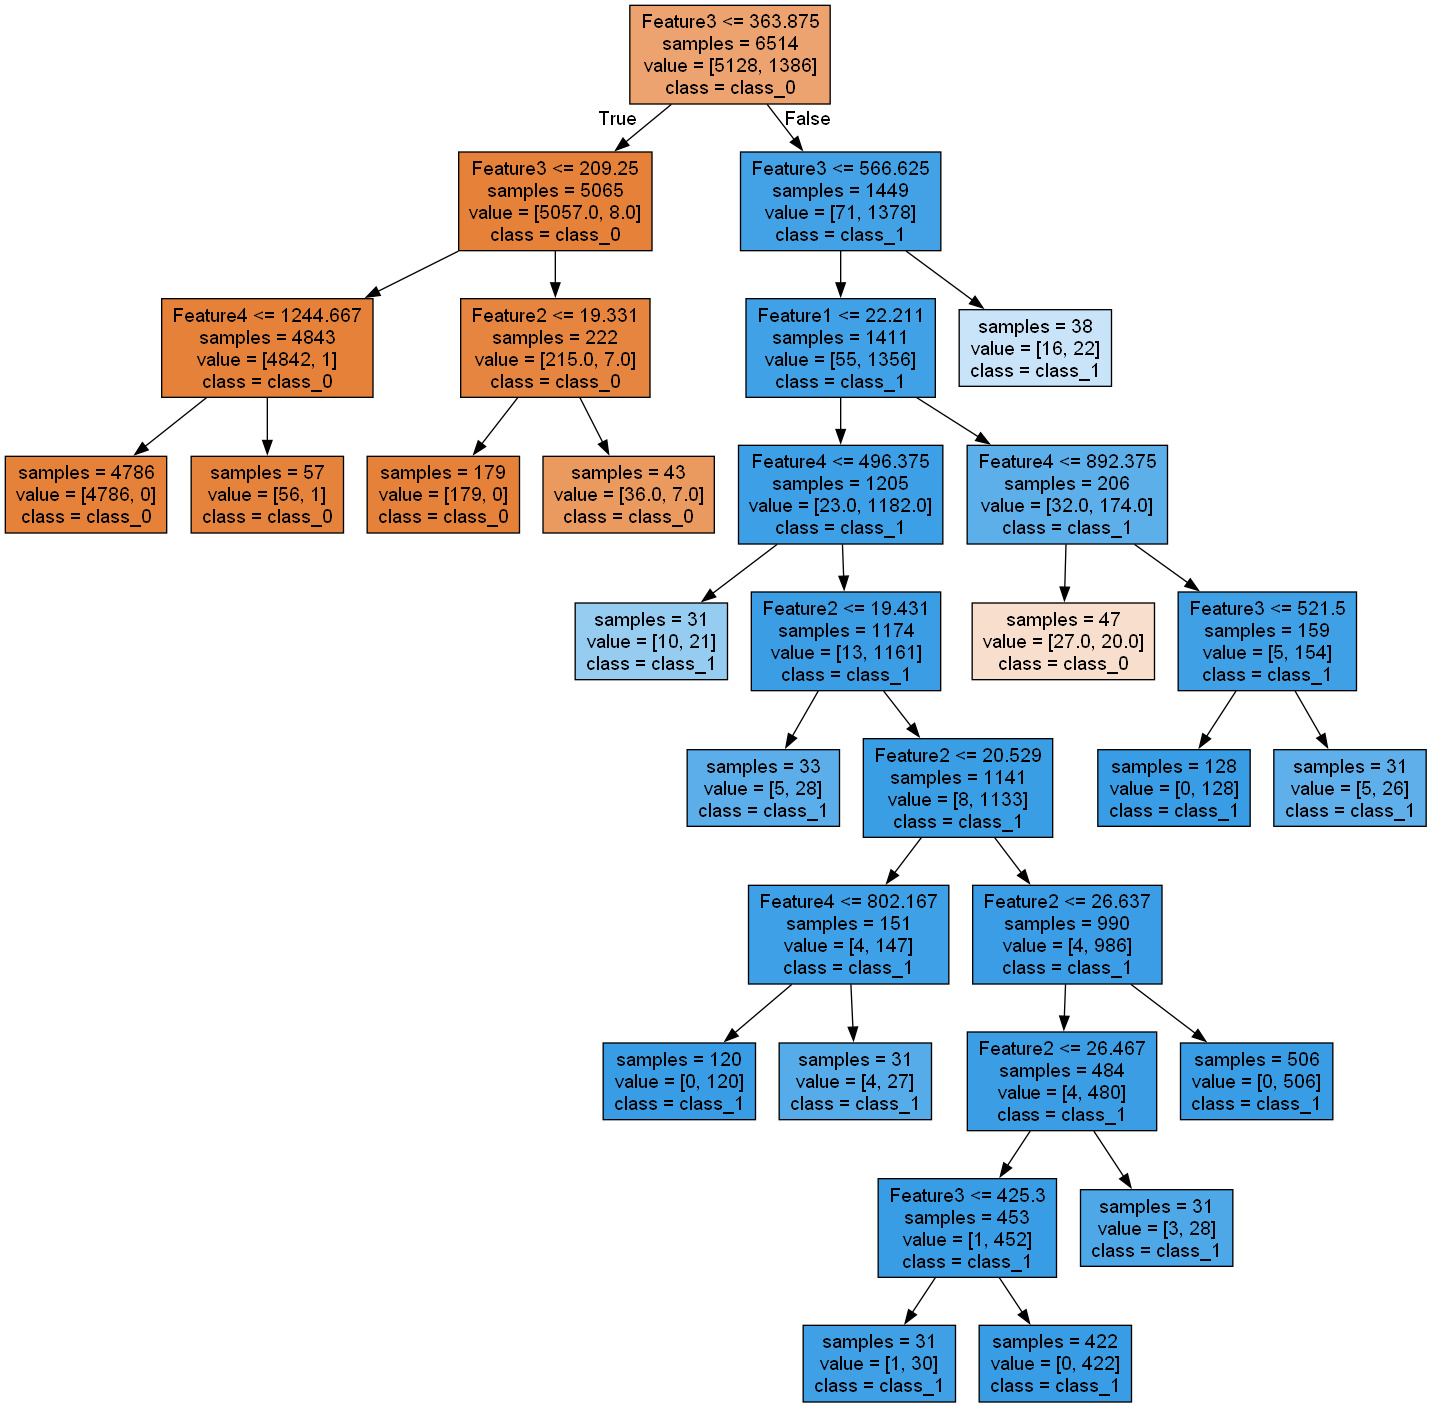 Feature3 <= 363.875
samples = 6514
value = [5128, 1386]
class = class_0
True
False
Feature3 <= 209.25
samples = 5065
value = [5057.0, 8.0]
class = class_0
Feature3 <= 566.625
samples = 1449
value = [71, 1378]
class = class_1
Feature4 <= 1244.667
samples = 4843
value = [4842, 1]
class = class_0
Feature2 <= 19.331
samples = 222
value = [215.0, 7.0]
class = class_0
Feature1 <= 22.211
samples = 1411
value = [55, 1356]
class = class_1
samples = 38
value = [16, 22]
class = class_1
samples = 4786
value = [4786, 0]
class = class_0
samples = 57
value = [56, 1]
class = class_0
samples = 179
value = [179, 0]
class = class_0
samples = 43
value = [36.0, 7.0]
class = class_0
Feature4 <= 496.375
samples = 1205
value = [23.0, 1182.0]
class = class_1
Feature4 <= 892.375
samples = 206
value = [32.0, 174.0]
class = class_1
samples = 31
value = [10, 21]
class = class_1
Feature2 <= 19.431
samples = 1174
value = [13, 1161]
class = class_1
samples = 47
value = [27.0, 20.0]
class = class_0
Feature3 <= 521.5
samples = 159
value = [5, 154]
class = class_1
samples = 33
value = [5, 28]
class = class_1
Feature2 <= 20.529
samples = 1141
value = [8, 1133]
class = class_1
samples = 128
value = [0, 128]
class = class_1
samples = 31
value = [5, 26]
class = class_1
Feature4 <= 802.167
samples = 151
value = [4, 147]
class = class_1
Feature2 <= 26.637
samples = 990
value = [4, 986]
class = class_1
samples = 120
value = [0, 120]
class = class_1
samples = 31
value = [4, 27]
class = class_1
Feature2 <= 26.467
samples = 484
value = [4, 480]
class = class_1
samples = 506
value = [0, 506]
class = class_1
Feature3 <= 425.3
samples = 453
value = [1, 452]
class = class_1
samples = 31
value = [3, 28]
class = class_1
samples = 31
value = [1, 30]
class = class_1
samples = 422
value = [0, 422]
class = class_1